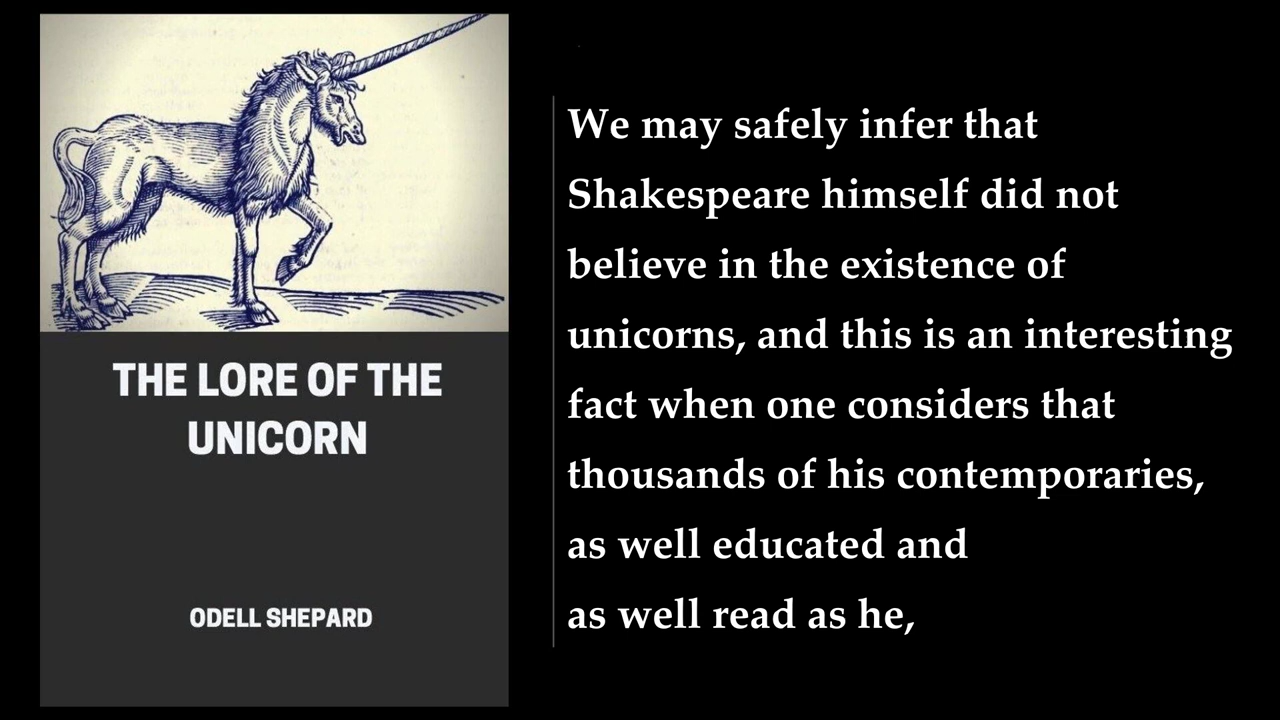 THE LORE OF THE
UNICORN
ODELL SHEPARD
We may safely infer that
Shakespeare himself did not
believe in the existence of
unicorns, and this is an interesting
fact when one considers that
thousands of his contemporaries,
as well educated and
as well read as he,